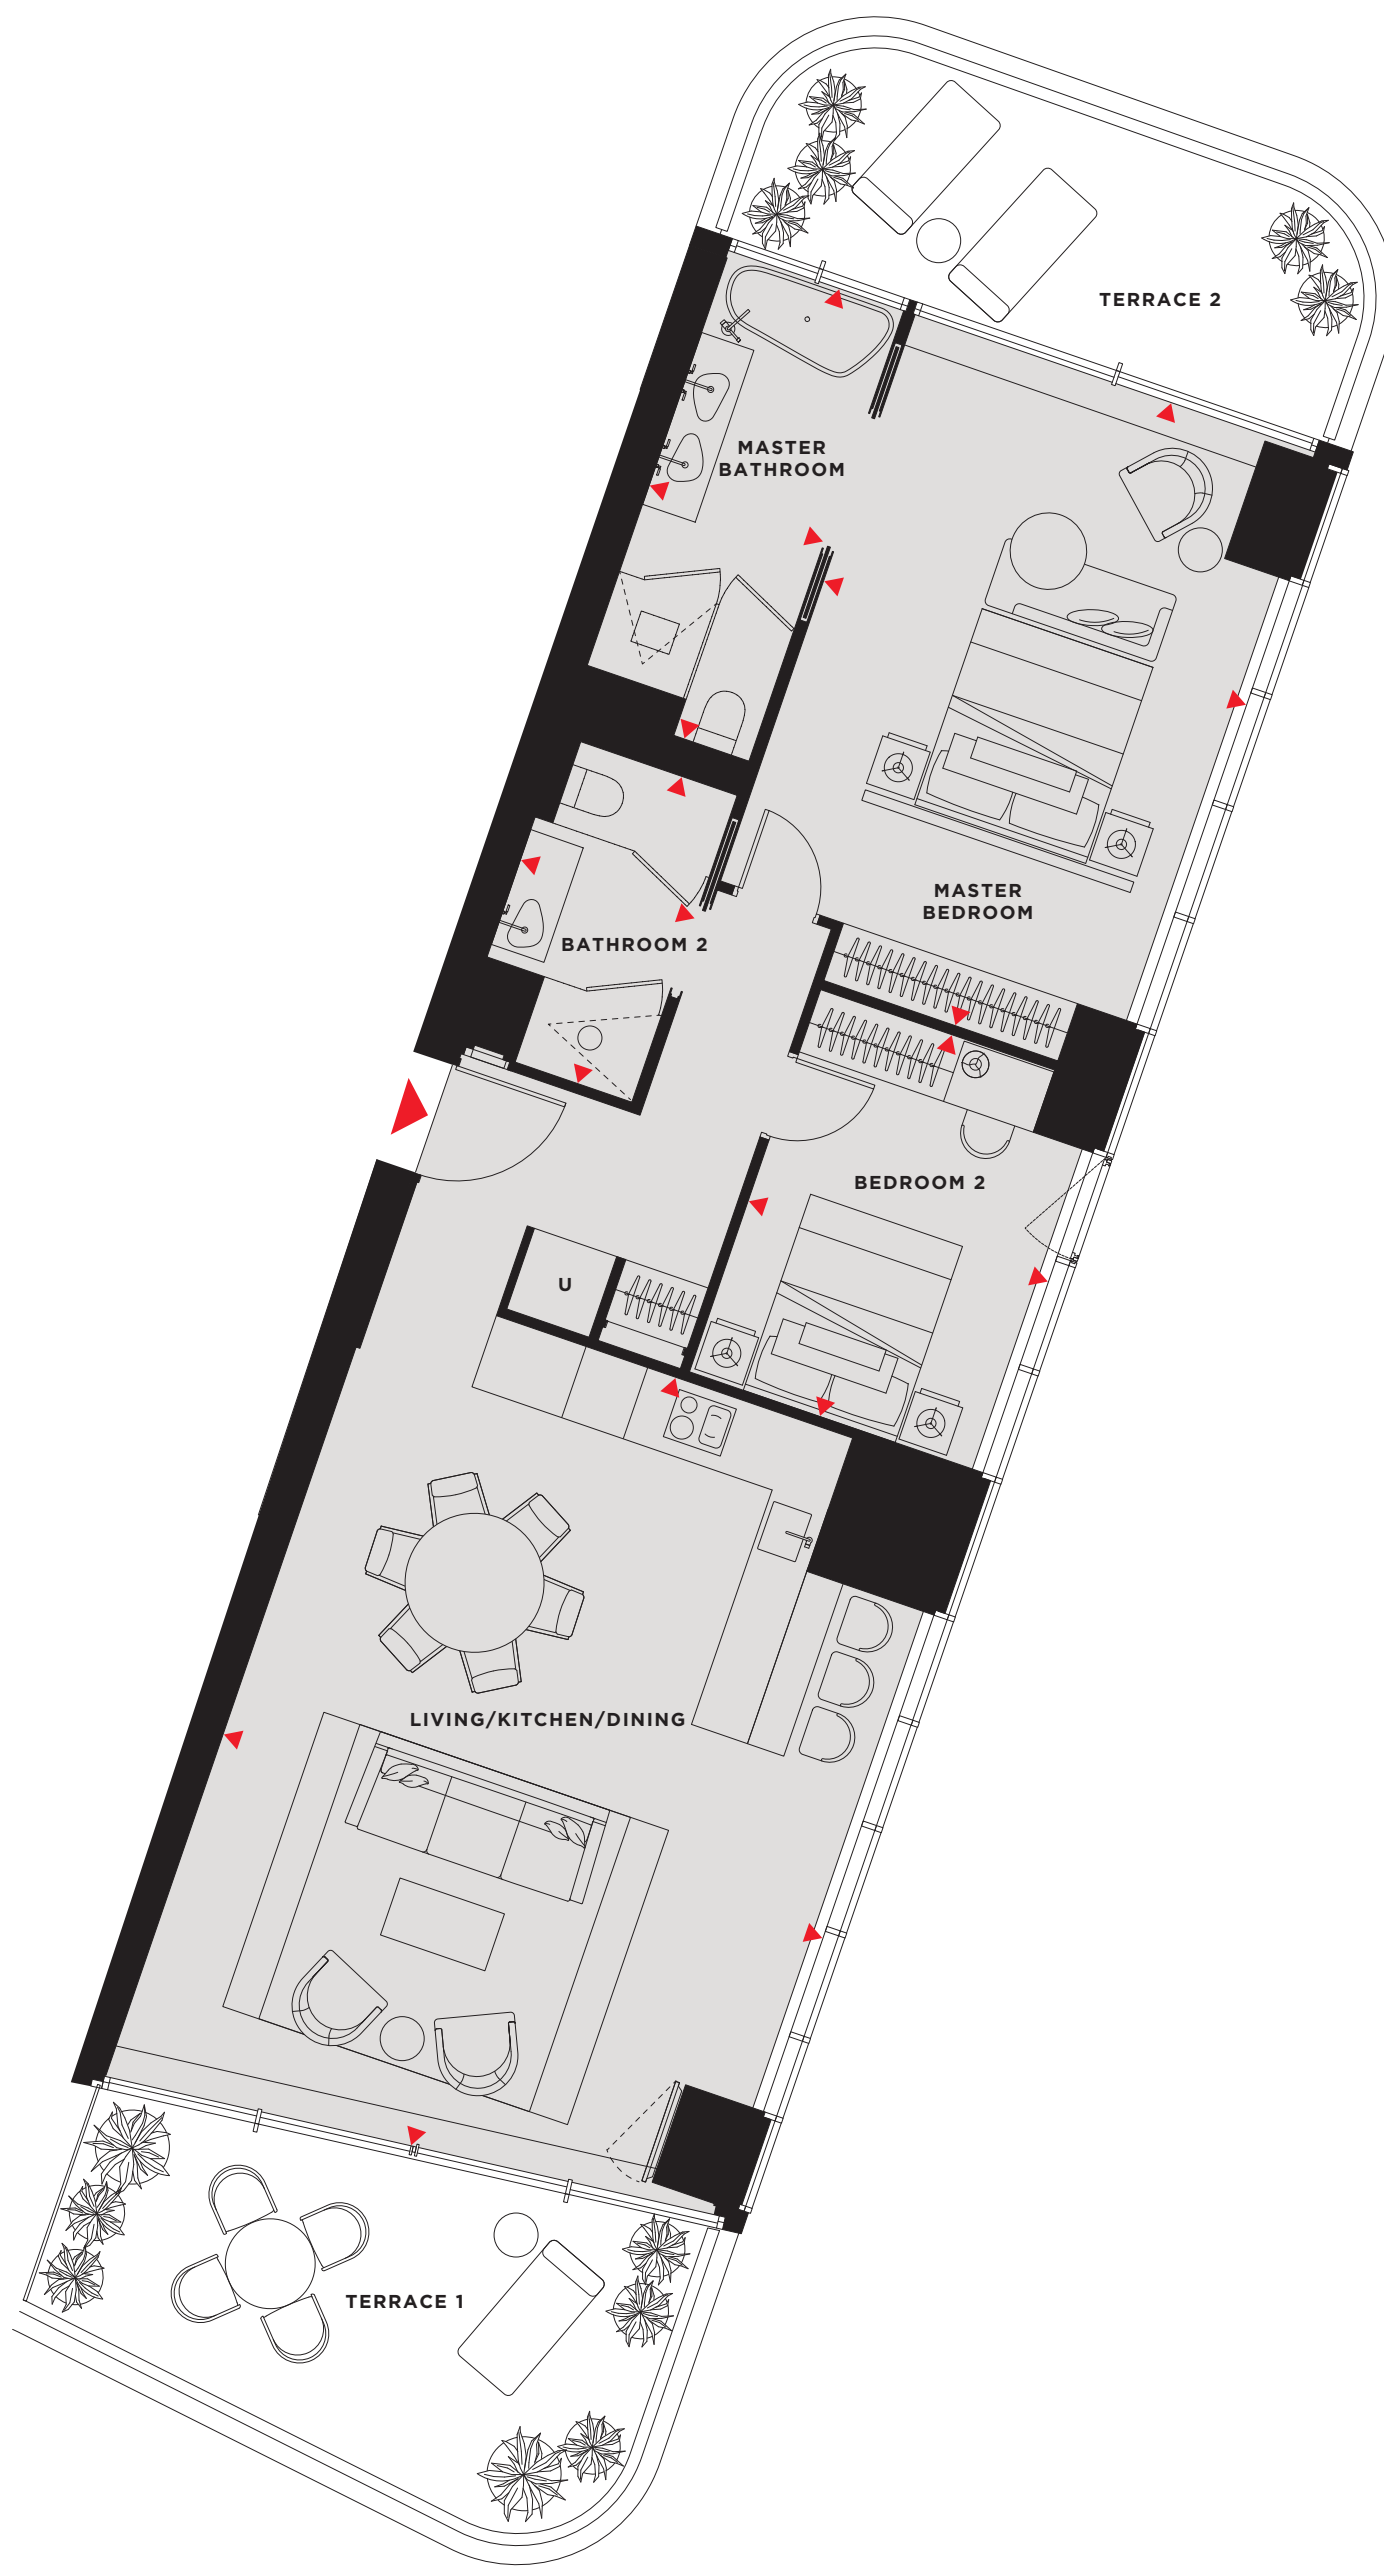 TERRACE 2
MASTER
BATHROOM
MASTER
BEDROOM
BATHROOM 2
BEDROOM 2
U
LIVING/KITCHEN/DINING
TERRACE 1